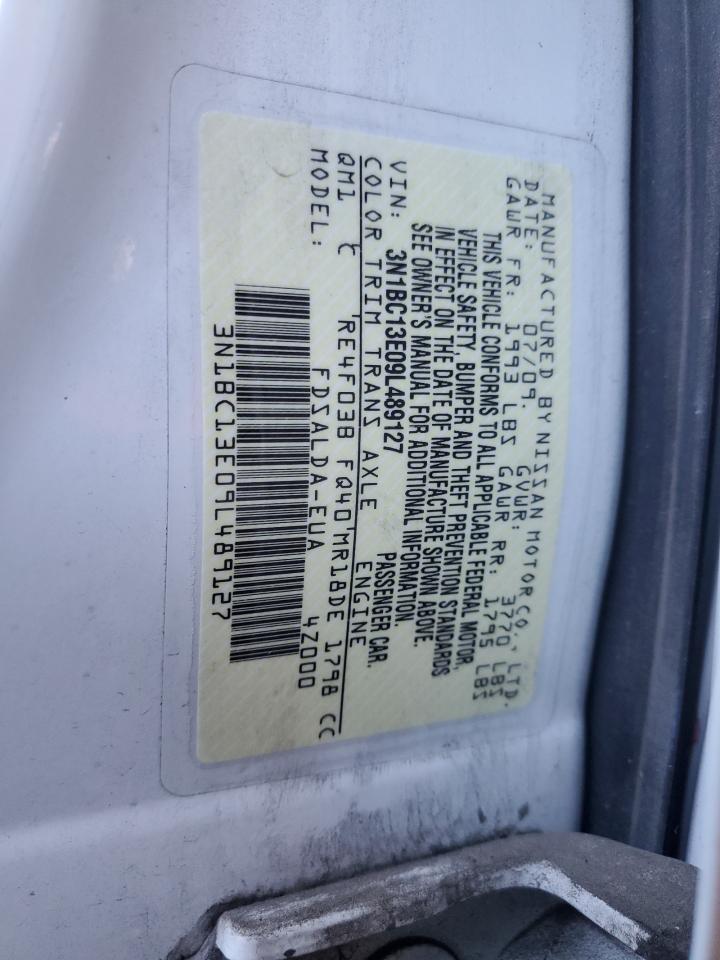 MANUFACTURED BY NISSAN MOTOR CO., LTD.
DATE: 07/09. GVWR: 3770 LBS
GAWR FR: 1993 LBS GAWR RR: 1795 LBS
THIS VEHICLE CONFORMS TO ALL APPLICABLE FEDERAL MOTOR,
VEHICLE SAFETY, BUMPER AND THEFT PREVENTION STANDARDS
IN EFFECT ON THE DATE OF MANUFACTURE SHOWN ABOVE.
SEE OWNER'S MANUAL FOR ADDITIONAL INFORMATION.
VIN: 3N1BC13E09L489127 PASSENGER CAR.
COLOR TRIM TRANS AXLE ENGINE
QM1 C RE4F03B FQ40 MR18DE 1798 CC
MODEL: FDSALDA-EUA 4Z000
3N1BC13E09L489127